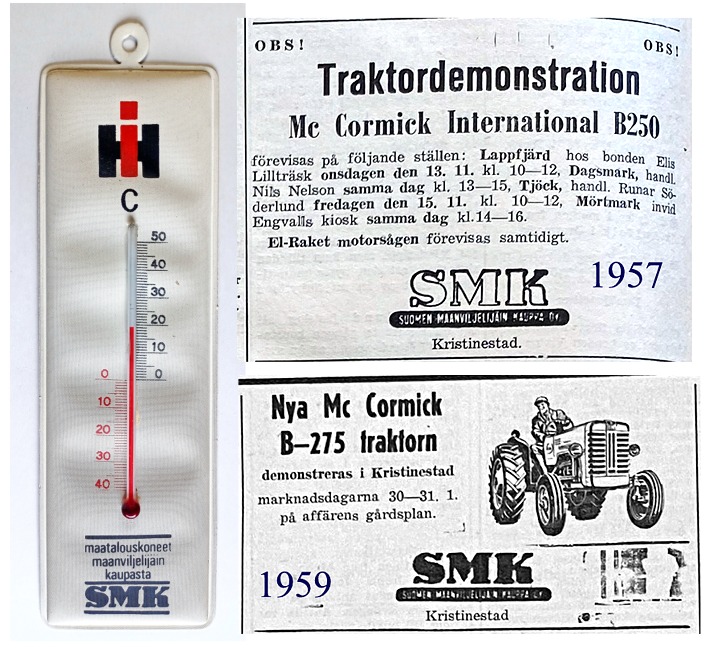 IH
C
50
40
30
20
10
0
0
10
20
30
40
maatalouskoneet
maanviljelijäin
kaupasta
SMK
OBS! OBS!
Traktordemonstration
Mc Cormick International B250
förevisas på följande ställen: Lappfjärd hos bonden Elis
Lillträsk onsdagen den 13. 11. kl. 10—12, Dagsmark, handl.
Nils Nelson samma dag kl. 13—15, Tjöck, handl. Runar Sö-
derlund fredagen den 15. 11. kl. 10—12, Mörtmark invid
Engvalls kiosk samma dag kl. 14—16.
El-Raket motorsågen förevisas samtidigt.
SMK
1957
SUOMEN MAANVILJELIJÄIN KAUPPA OY
Kristinestad.
Nya Mc Cormick
B—275 traktorn
demonstreras i Kristinestad
marknadsdagarna 30—31. 1.
på affärens gårdsplan.
1959
SMK
SUOMEN MAANVILJELIJÄIN KAUPPA OY
Kristinestad